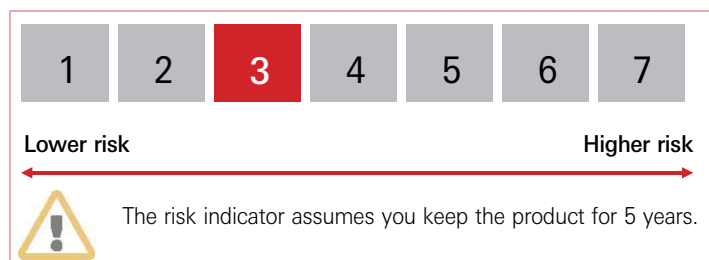 1 2 3 4 5 6 7
Lower risk Higher risk
The risk indicator assumes you keep the product for 5 years.